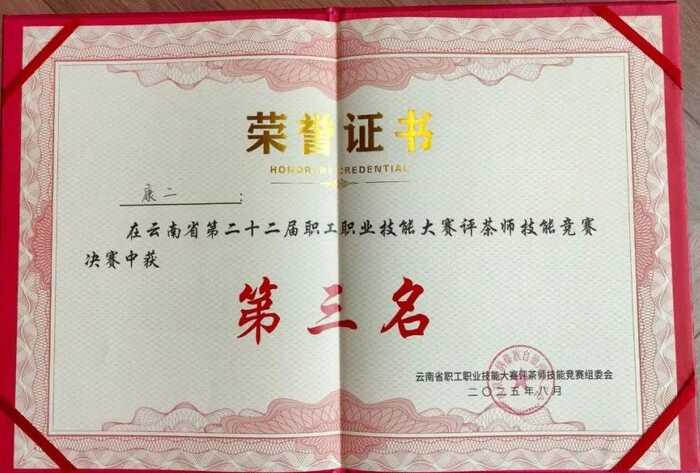 荣誉证书
HONOR CREDENTIAL
康二:
在云南省第二十二届职工职业技能大赛评茶师技能竞赛
决赛中获
第三名
云南省职工职业技能大赛评茶师技能竞赛组委会
二〇二五年八月